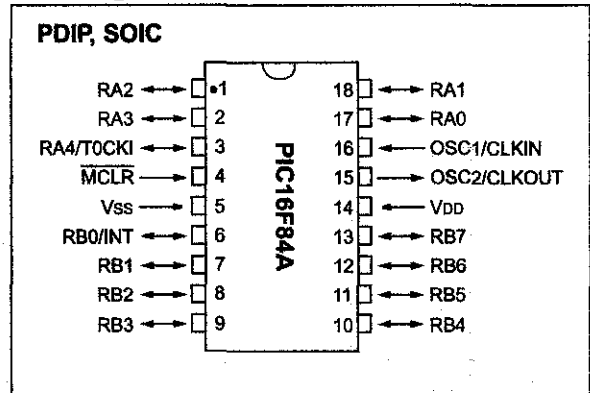 PDIP, SOIC
RA2 1 18 RA1
RA3 2 17 RA0
RA4/T0CKI 3 16 OSC1/CLKIN
MCLR 4 15 OSC2/CLKOUT
VSS 5 14 VDD
RB0/INT 6 13 RB7
RB1 7 12 RB6
RB2 8 11 RB5
RB3 9 10 RB4
PIC16F84A